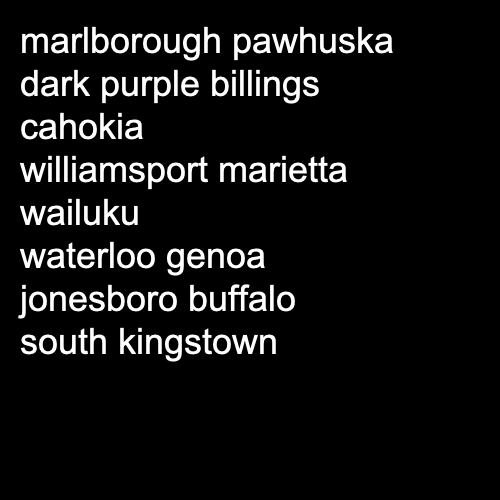 marlborough pawhuska
dark purple billings
cahokia
williamsport marietta
wailuku
waterloo genoa
jonesboro buffalo
south kingstown